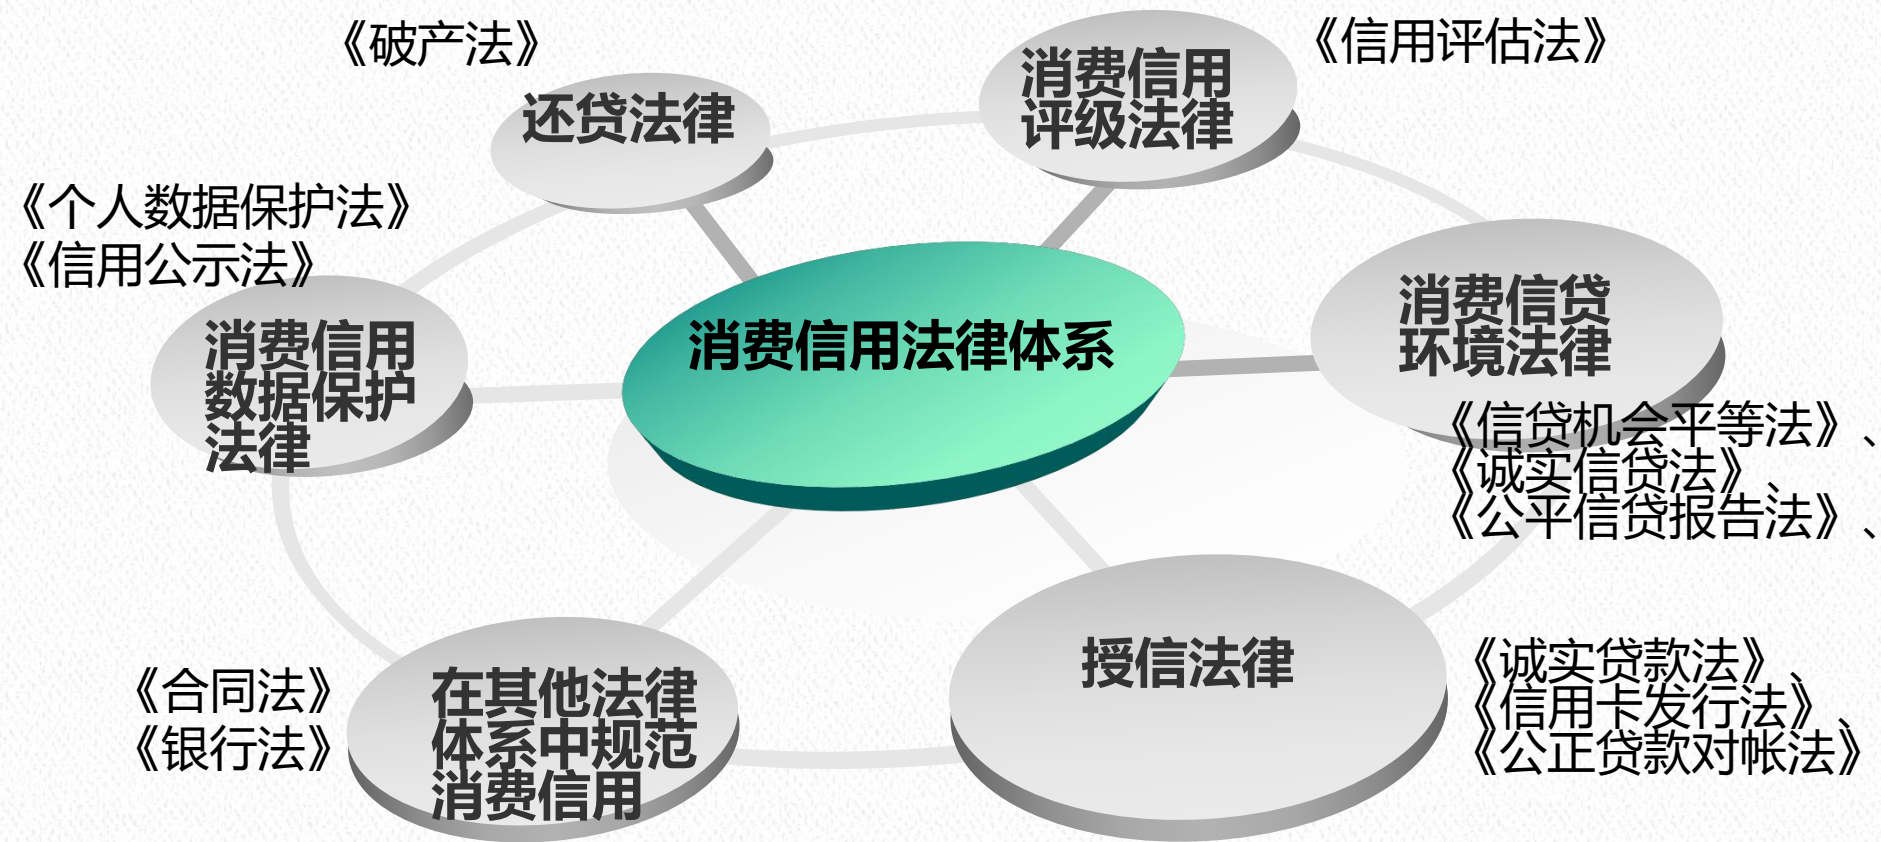 《破产法》
还贷法律
消费信用
评级法律
《信用评估法》
《个人数据保护法》
《信用公示法》
消费信用
数据保护
法律
消费信用法律体系
消费信贷
环境法律
《信贷机会平等法》、
《诚实信贷法》、
《公平信贷报告法》、
《合同法》
《银行法》
在其他法律
体系中规范
消费信用
授信法律
《诚实贷款法》、
《信用卡发行法》、
《公正贷款对帐法》